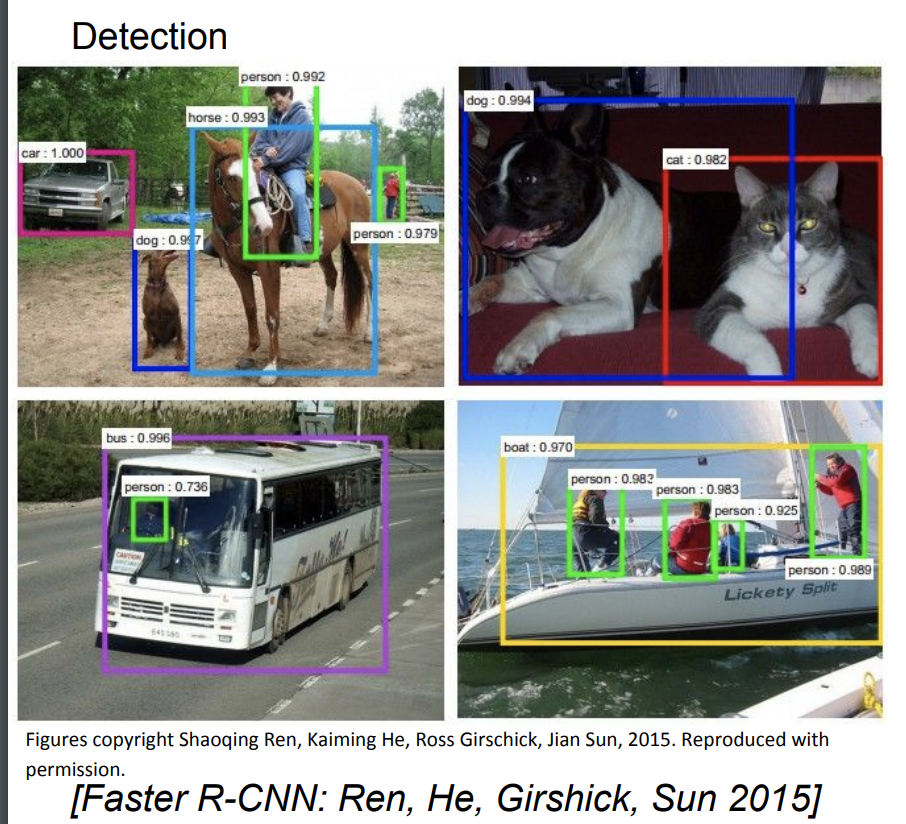 Detection
person : 0.992
horse : 0.993
car : 1.000
dog : 0.997
person : 0.979
dog : 0.994
cat : 0.982
bus : 0.996
person : 0.736
CAUTION
boat : 0.970
person : 0.983
person : 0.983
person : 0.925
person : 0.989
Lickety Split
Figures copyright Shaoqing Ren, Kaiming He, Ross Girschick, Jian Sun, 2015. Reproduced with
permission.
[Faster R-CNN: Ren, He, Girshick, Sun 2015]